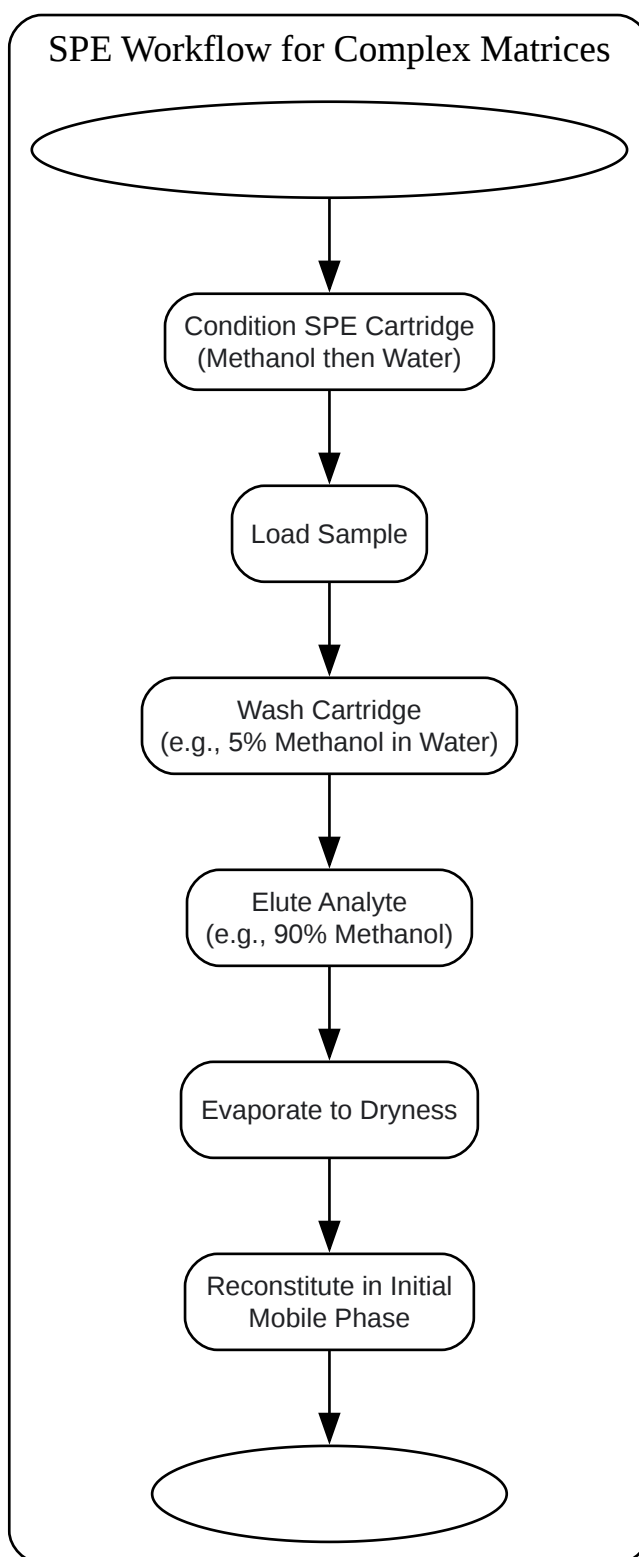 SPE Workflow for Complex Matrices
Condition SPE Cartridge
(Methanol then Water)
Load Sample
Wash Cartridge
(e.g., 5% Methanol in Water)
Elute Analyte
(e.g., 90% Methanol)
Evaporate to Dryness
Reconstitute in Initial
Mobile Phase